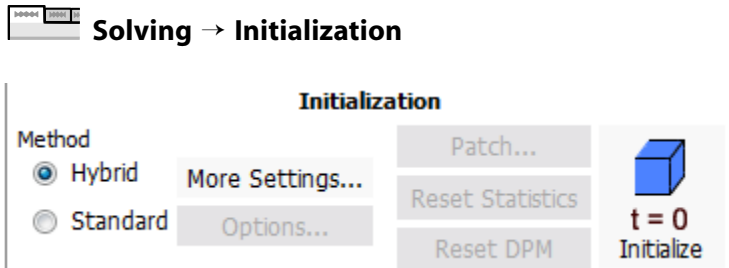 Solving → Initialization
Initialization
Method
Hybrid
More Settings...
Standard
Options...
Patch...
Reset Statistics
Reset DPM
t = 0
Initialize